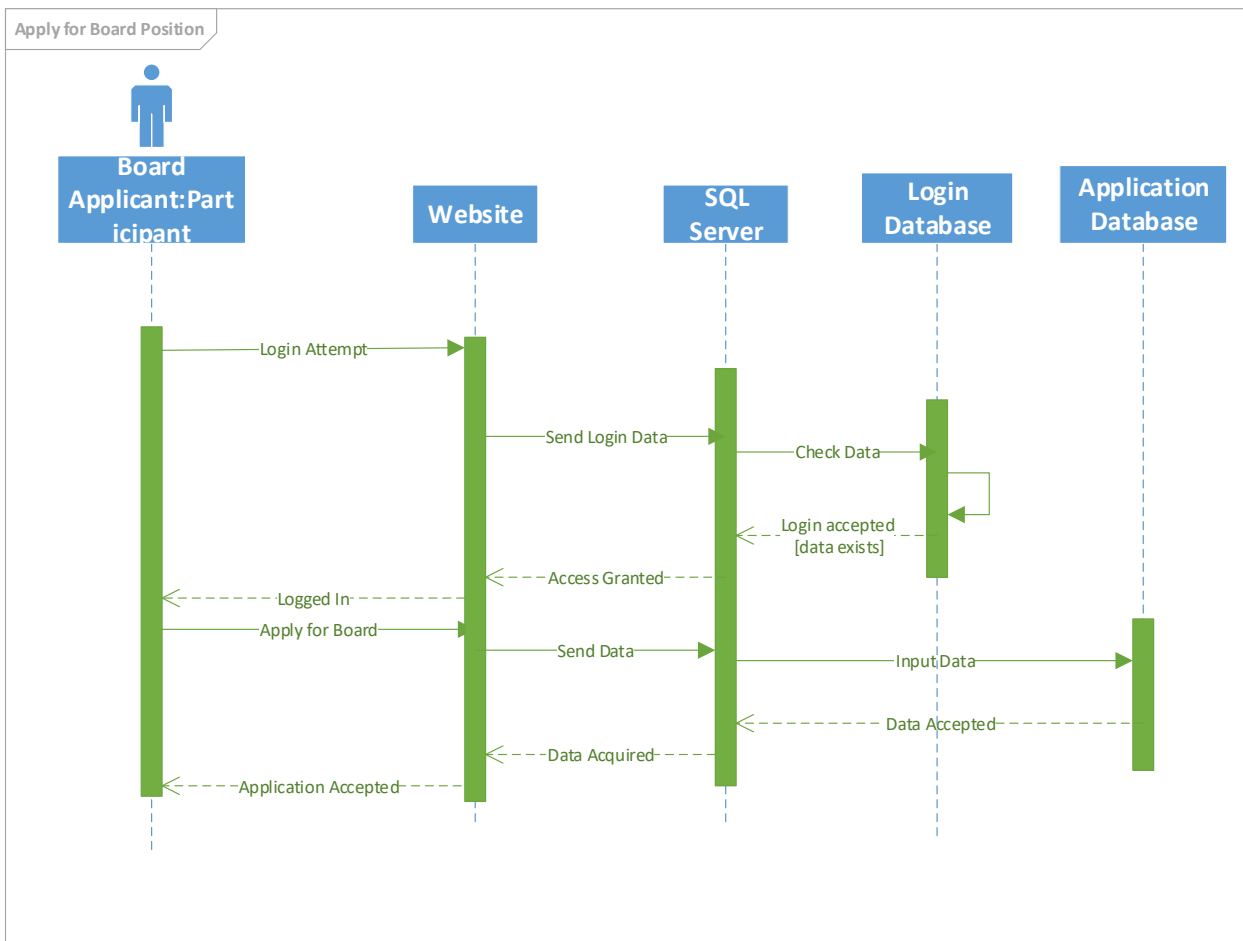 Apply for Board Position
Board
Applicant:Part
icipant
Website
SQL
Server
Login
Database
Application
Database
Login Attempt
Send Login Data
Check Data
Login accepted
[data exists]
Access Granted
Logged In
Apply for Board
Send Data
Input Data
Data Accepted
Data Acquired
Application Accepted